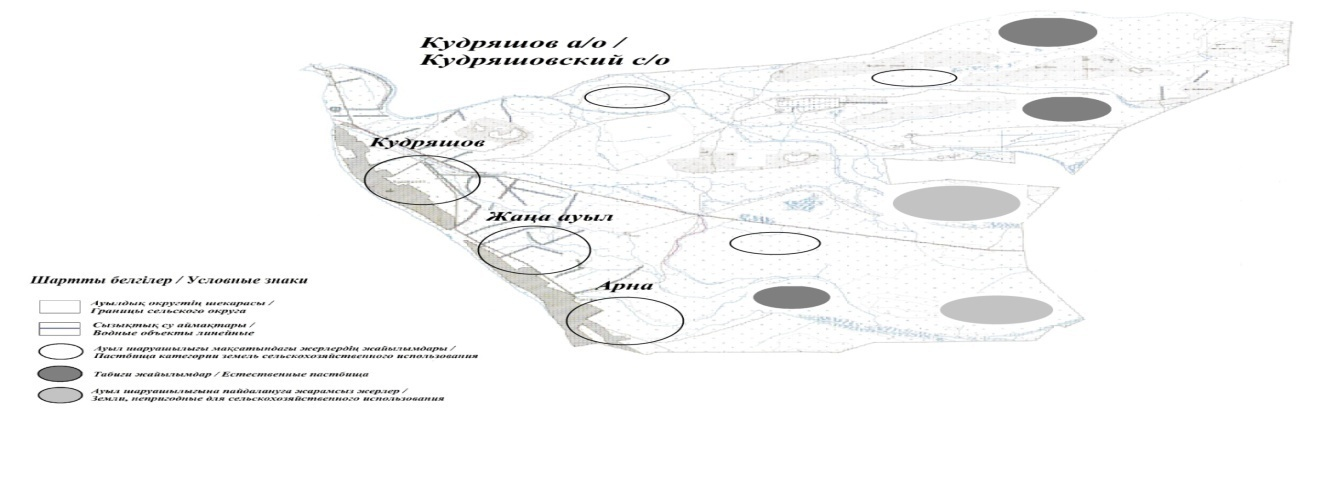 Кудряшов а/о /
Кудряшовский с/о
Кудряшов
Жаңа ауыл
Арна
Шартты белгілер / Условные знаки
Ауылдық округтің шекарасы /
Границы сельского округа
Сызықтық су аймақтары /
Водные объекты линейные
Ауыл шаруашылығы мақсатындағы жерлердің жайылымдары /
Пастбища категории земель сельскохозяйственного использования
Табиғи жайылымдар / Естественные пастбища
Ауыл шаруашылығына пайдалануға жарамсыз жерлер /
Земли, непригодные для сельскохозяйственного использования